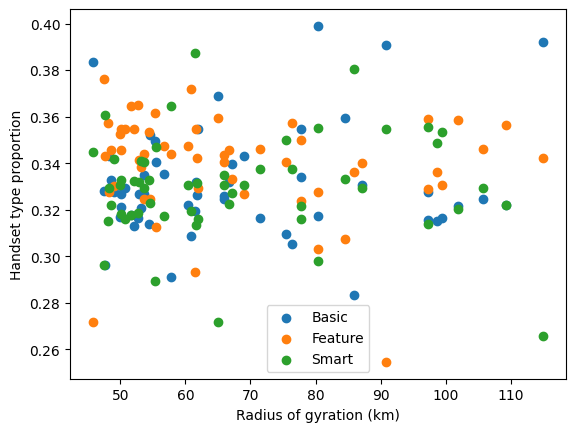 0.40
0.38
0.36
0.34
0.32
0.30
0.28
0.26
Handset type proportion
Basic
Feature
Smart
50 60 70 80 90 100 110
Radius of gyration (km)